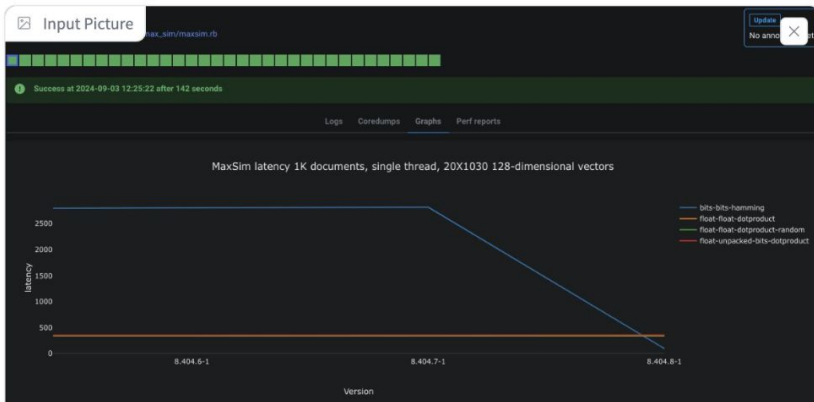 Input Picture
max_sim/maxsim.rb
Update
No anno
Success at 2024-09-03 12:25:22 after 142 seconds
Logs Coredumps Graphs Perf reports
MaxSim latency 1K documents, single thread, 20X1030 128-dimensional vectors
bits-bits-hamming
float-float-dotproduct
float-float-dotproduct-random
float-unpacked-bits-dotproduct
2500
2000
1500
1000
500
0
latency
8.404.6-1 8.404.7-1 8.404.8-1
Version